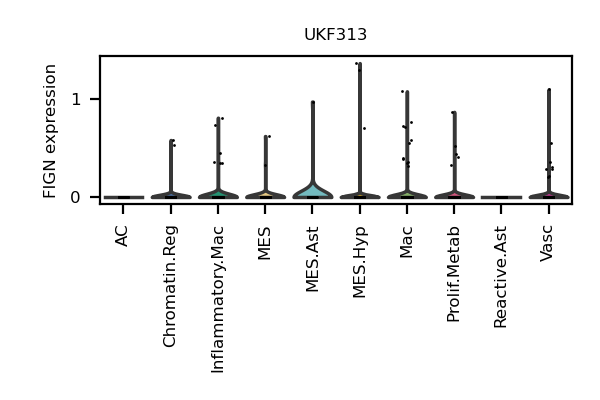 UKF313
FIGN expression
1
0
AC
Chromatin.Reg
Inflammatory.Mac
MES
MES.Ast
MES.Hyp
Mac
Prolif.Metab
Reactive.Ast
Vasc